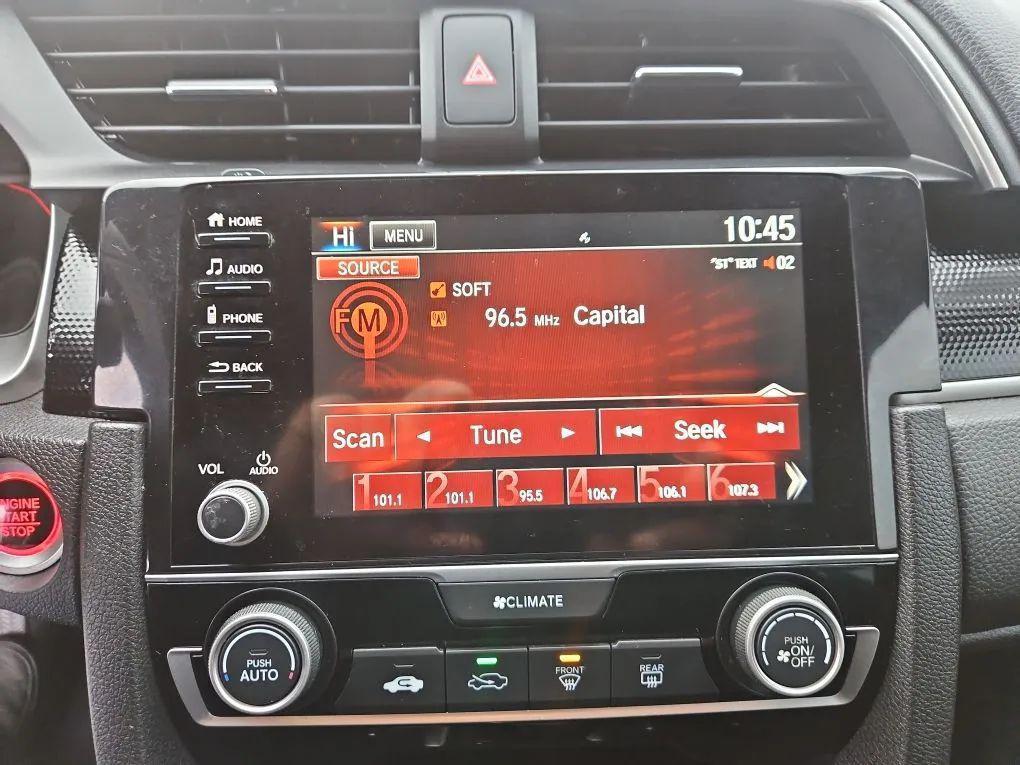 HOME
AUDIO
PHONE
BACK
VOL
AUDIO
Hi MENU 10:45
SOURCE "ST" TEXT 02
FM
SOFT
96.5 MHz Capital
Scan Tune Seek
1 101.1 2 101.1 3 95.5 4 106.7 5 106.1 6 107.3
ENGINE
START
STOP
CLIMATE
PUSH
AUTO
FRONT
REAR
PUSH
ON/
OFF